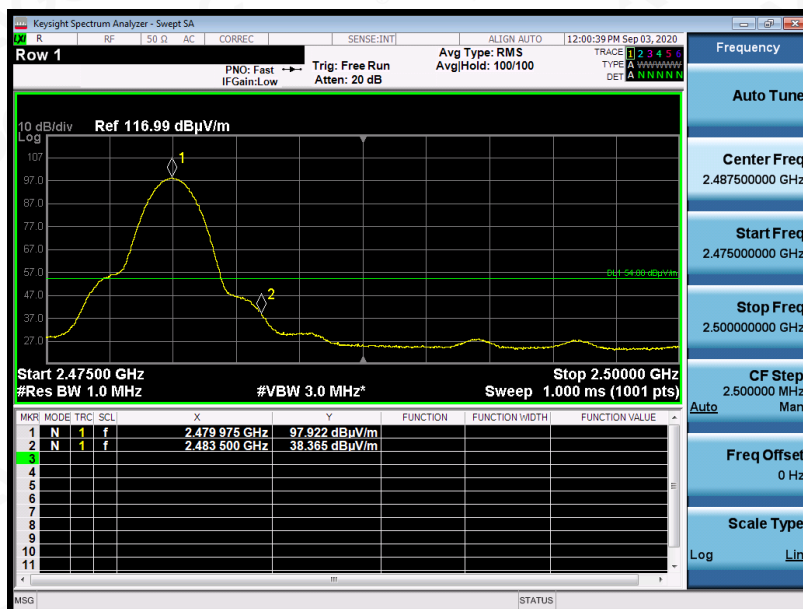 Keysight Spectrum Analyzer - Swept SA
LXI R RF 50 Ω AC CORREC SENSE:INT ALIGN AUTO 12:00:39 PM Sep 03, 2020
Row 1
PNO: Fast
IFGain:Low
Trig: Free Run
Atten: 20 dB
Avg Type: RMS
Avg|Hold: 100/100
TRACE 1 2 3 4 5 6
TYPE A WWWWW
DET A N N N N N
10 dB/div Ref 116.99 dBµV/m
Log
107
97.0
87.0
77.0
67.0
57.0
47.0
37.0
27.0
1
2
DL1 54.00 dBµV/m
Start 2.47500 GHz Stop 2.50000 GHz
#Res BW 1.0 MHz #VBW 3.0 MHz* Sweep 1.000 ms (1001 pts)
MKR MODE TRC SCL X Y FUNCTION FUNCTION WIDTH FUNCTION VALUE
1 N 1 f 2.479 975 GHz 97.922 dBµV/m
2 N 1 f 2.483 500 GHz 38.365 dBµV/m
3
4
5
6
7
8
9
10
11
MSG STATUS
Frequency
Auto Tune
Center Freq
2.487500000 GHz
Start Freq
2.475000000 GHz
Stop Freq
2.500000000 GHz
CF Step
2.500000 MHz
Auto Man
Freq Offset
0 Hz
Scale Type
Log Lin